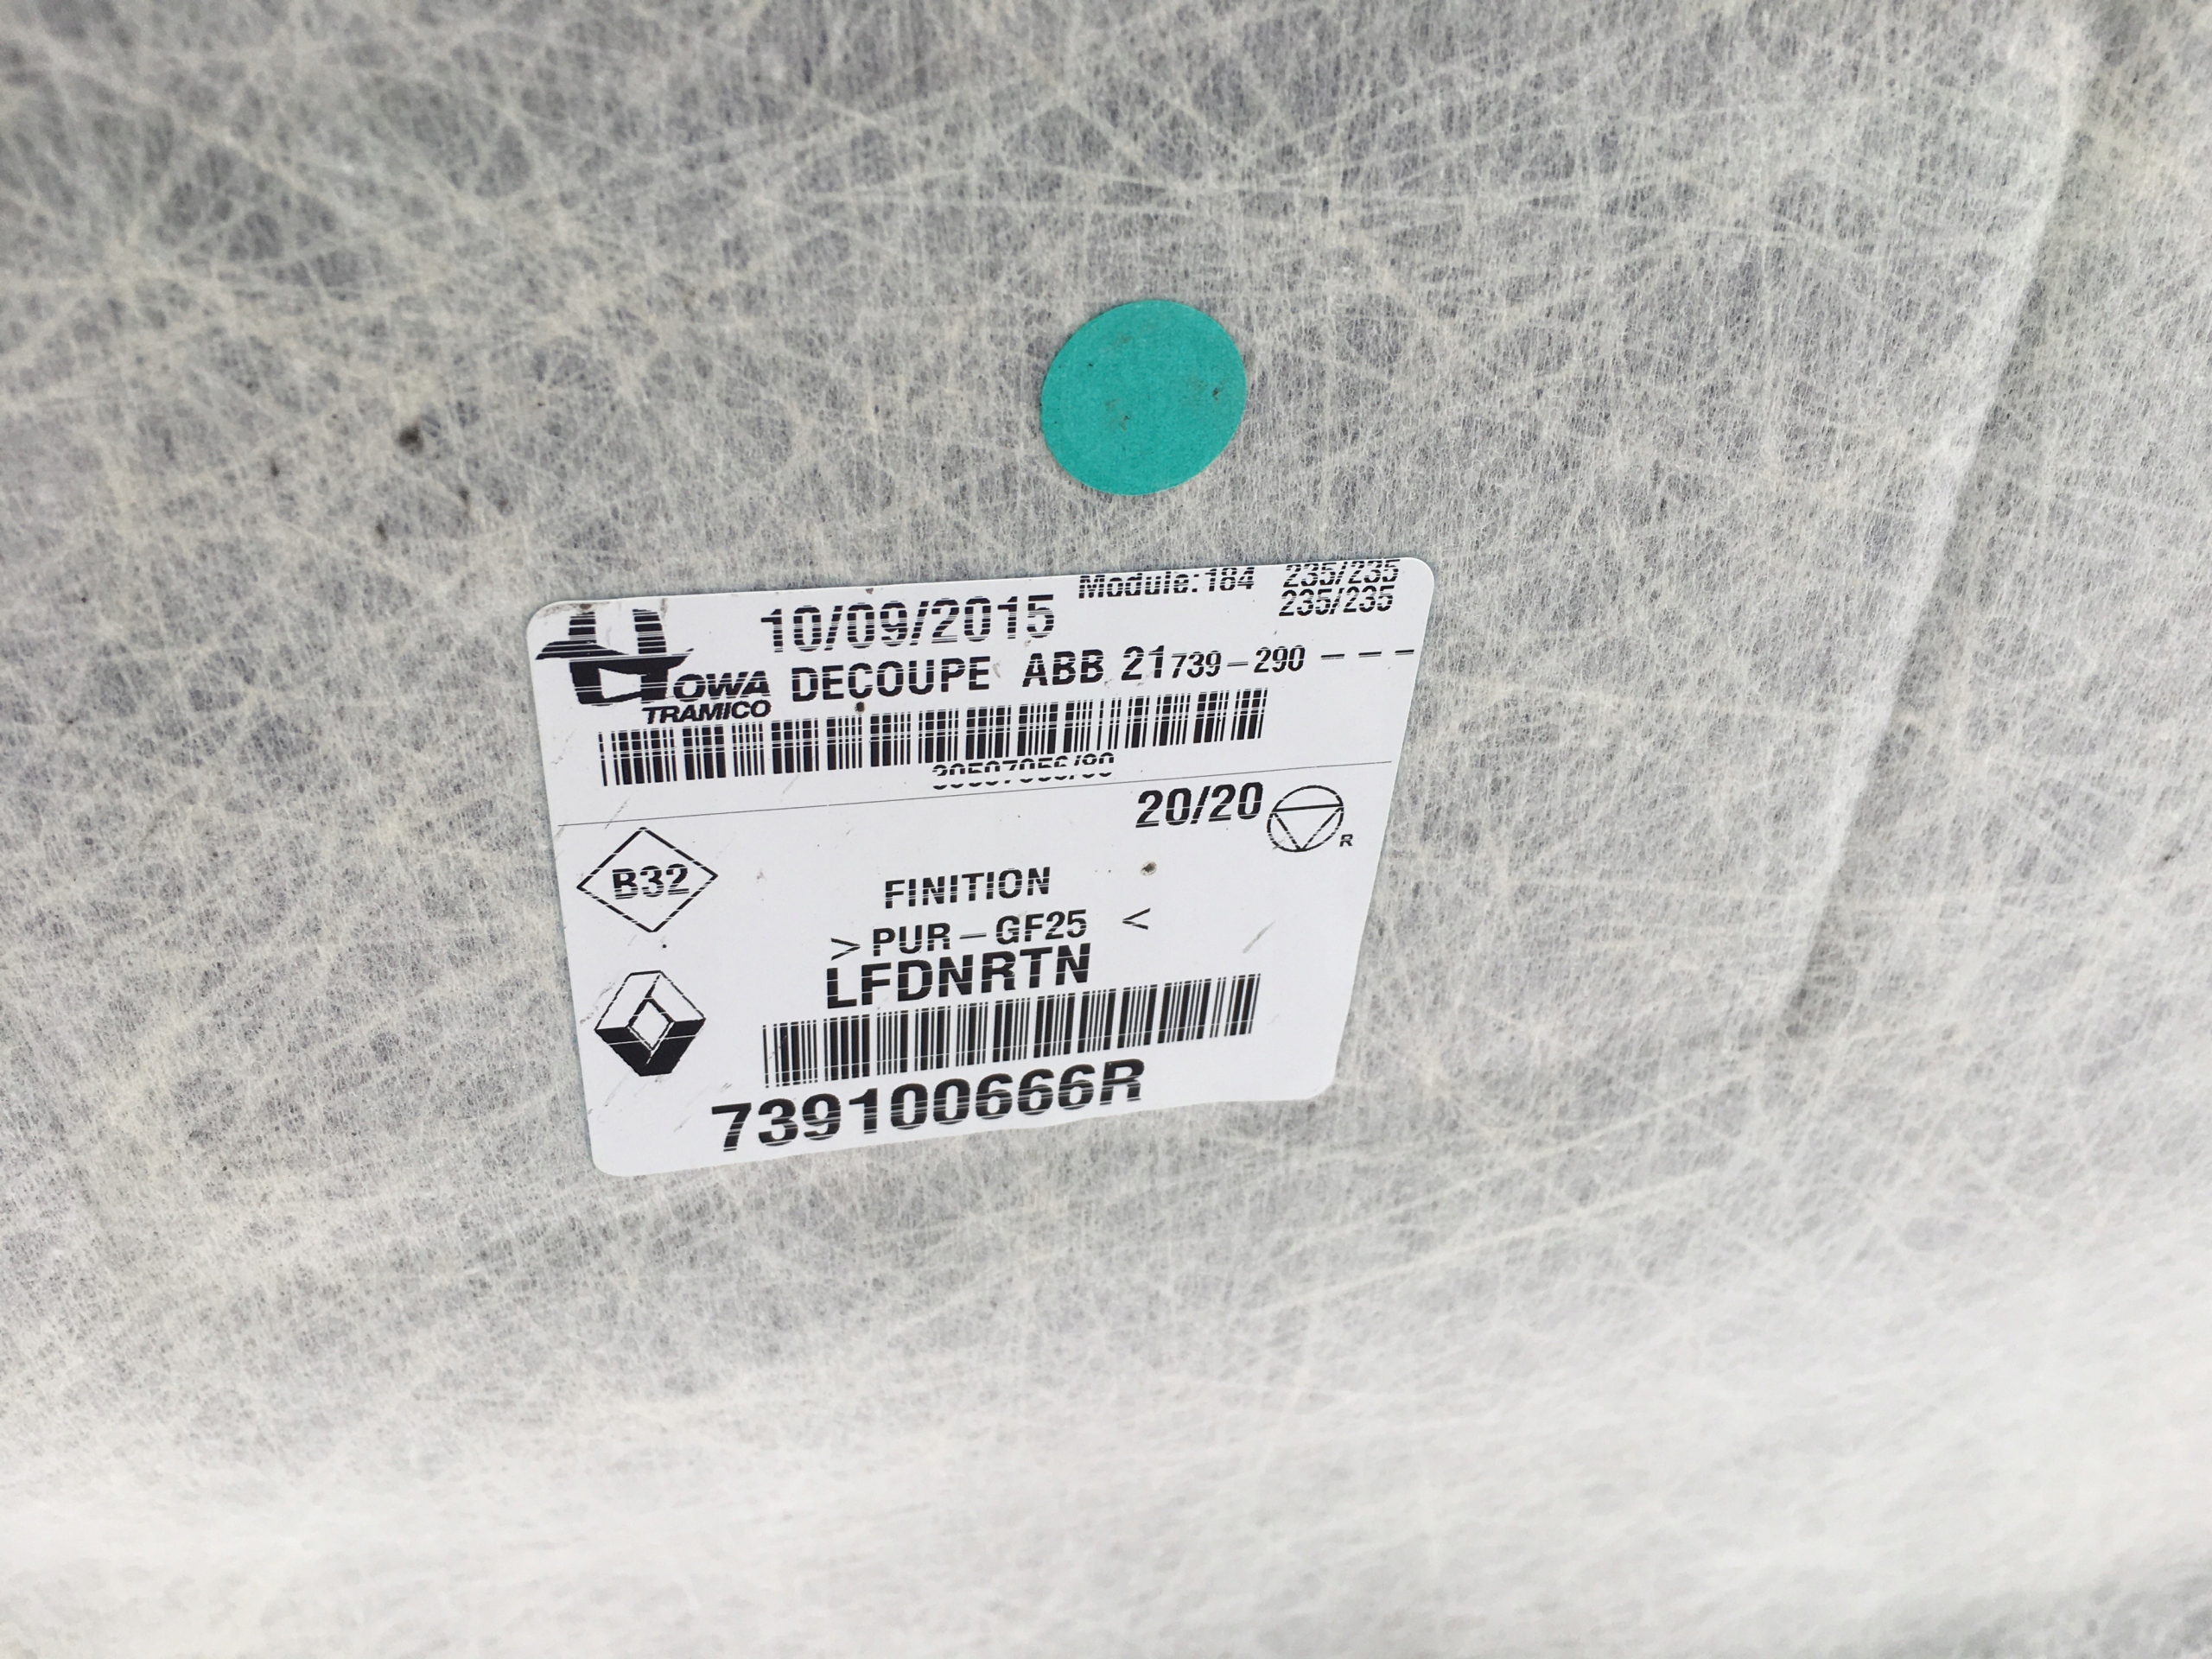 Module:184 235/235
235/235
10/09/2015
HOWA
TRAMICO
DECOUPE ABB 21739-290 ---
20/20
R
B32
FINITION
>PUR-GF25 <
LFDNRTN
739100666R